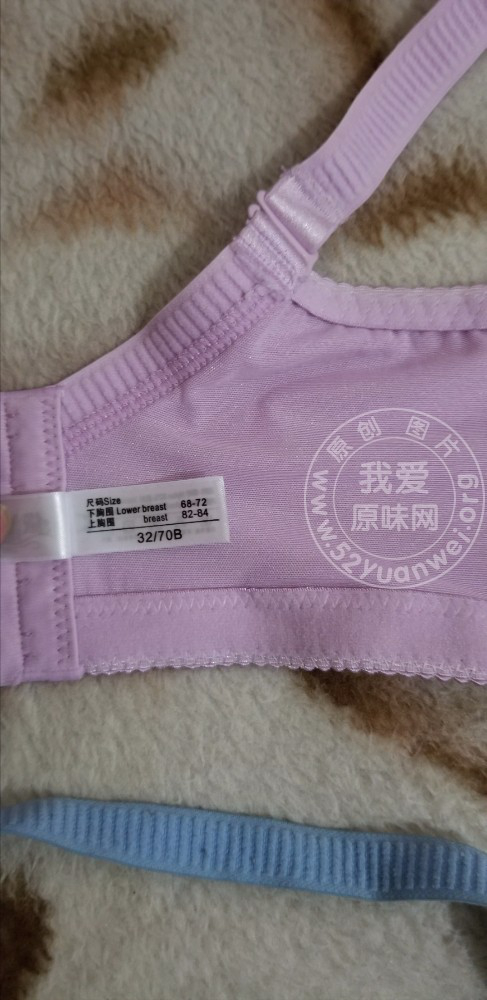 尺码Size
下胸围 Lower breast 68-72
上胸围 breast 82-84
32/70B
原创图片
我爱
原味网
www.52yuanwei.org